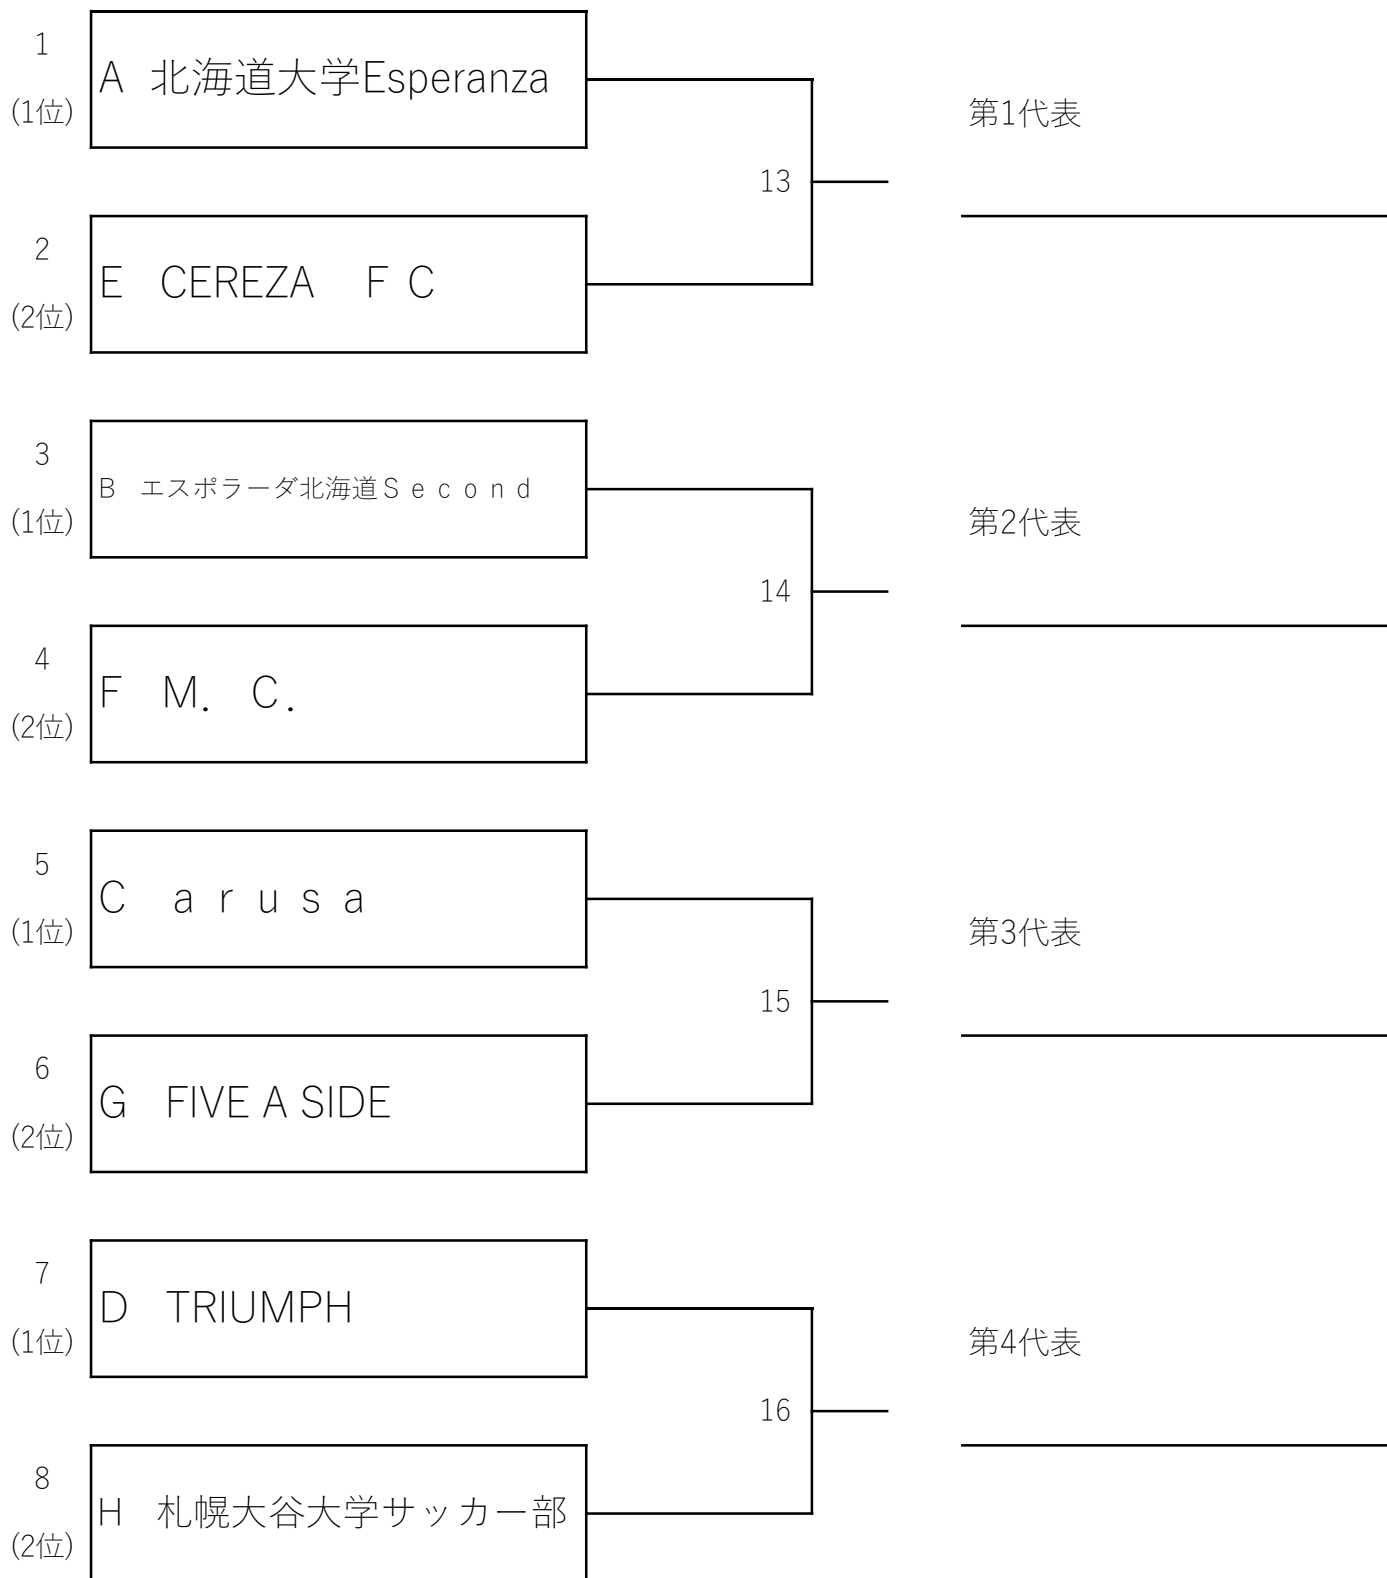 1
A 北海道大学Esperanza
(1位)
第1代表
13
2
E CEREZA ＦＣ
(2位)
3
B エスポラーダ北海道Ｓｅｃｏｎｄ
(1位)
第2代表
14
4
F Ｍ．Ｃ．
(2位)
5
C ａｒｕｓａ
(1位)
第3代表
15
6
G FIVE A SIDE
(2位)
7
D TRIUMPH
(1位)
第4代表
16
8
H 札幌大谷大学サッカー部
(2位)